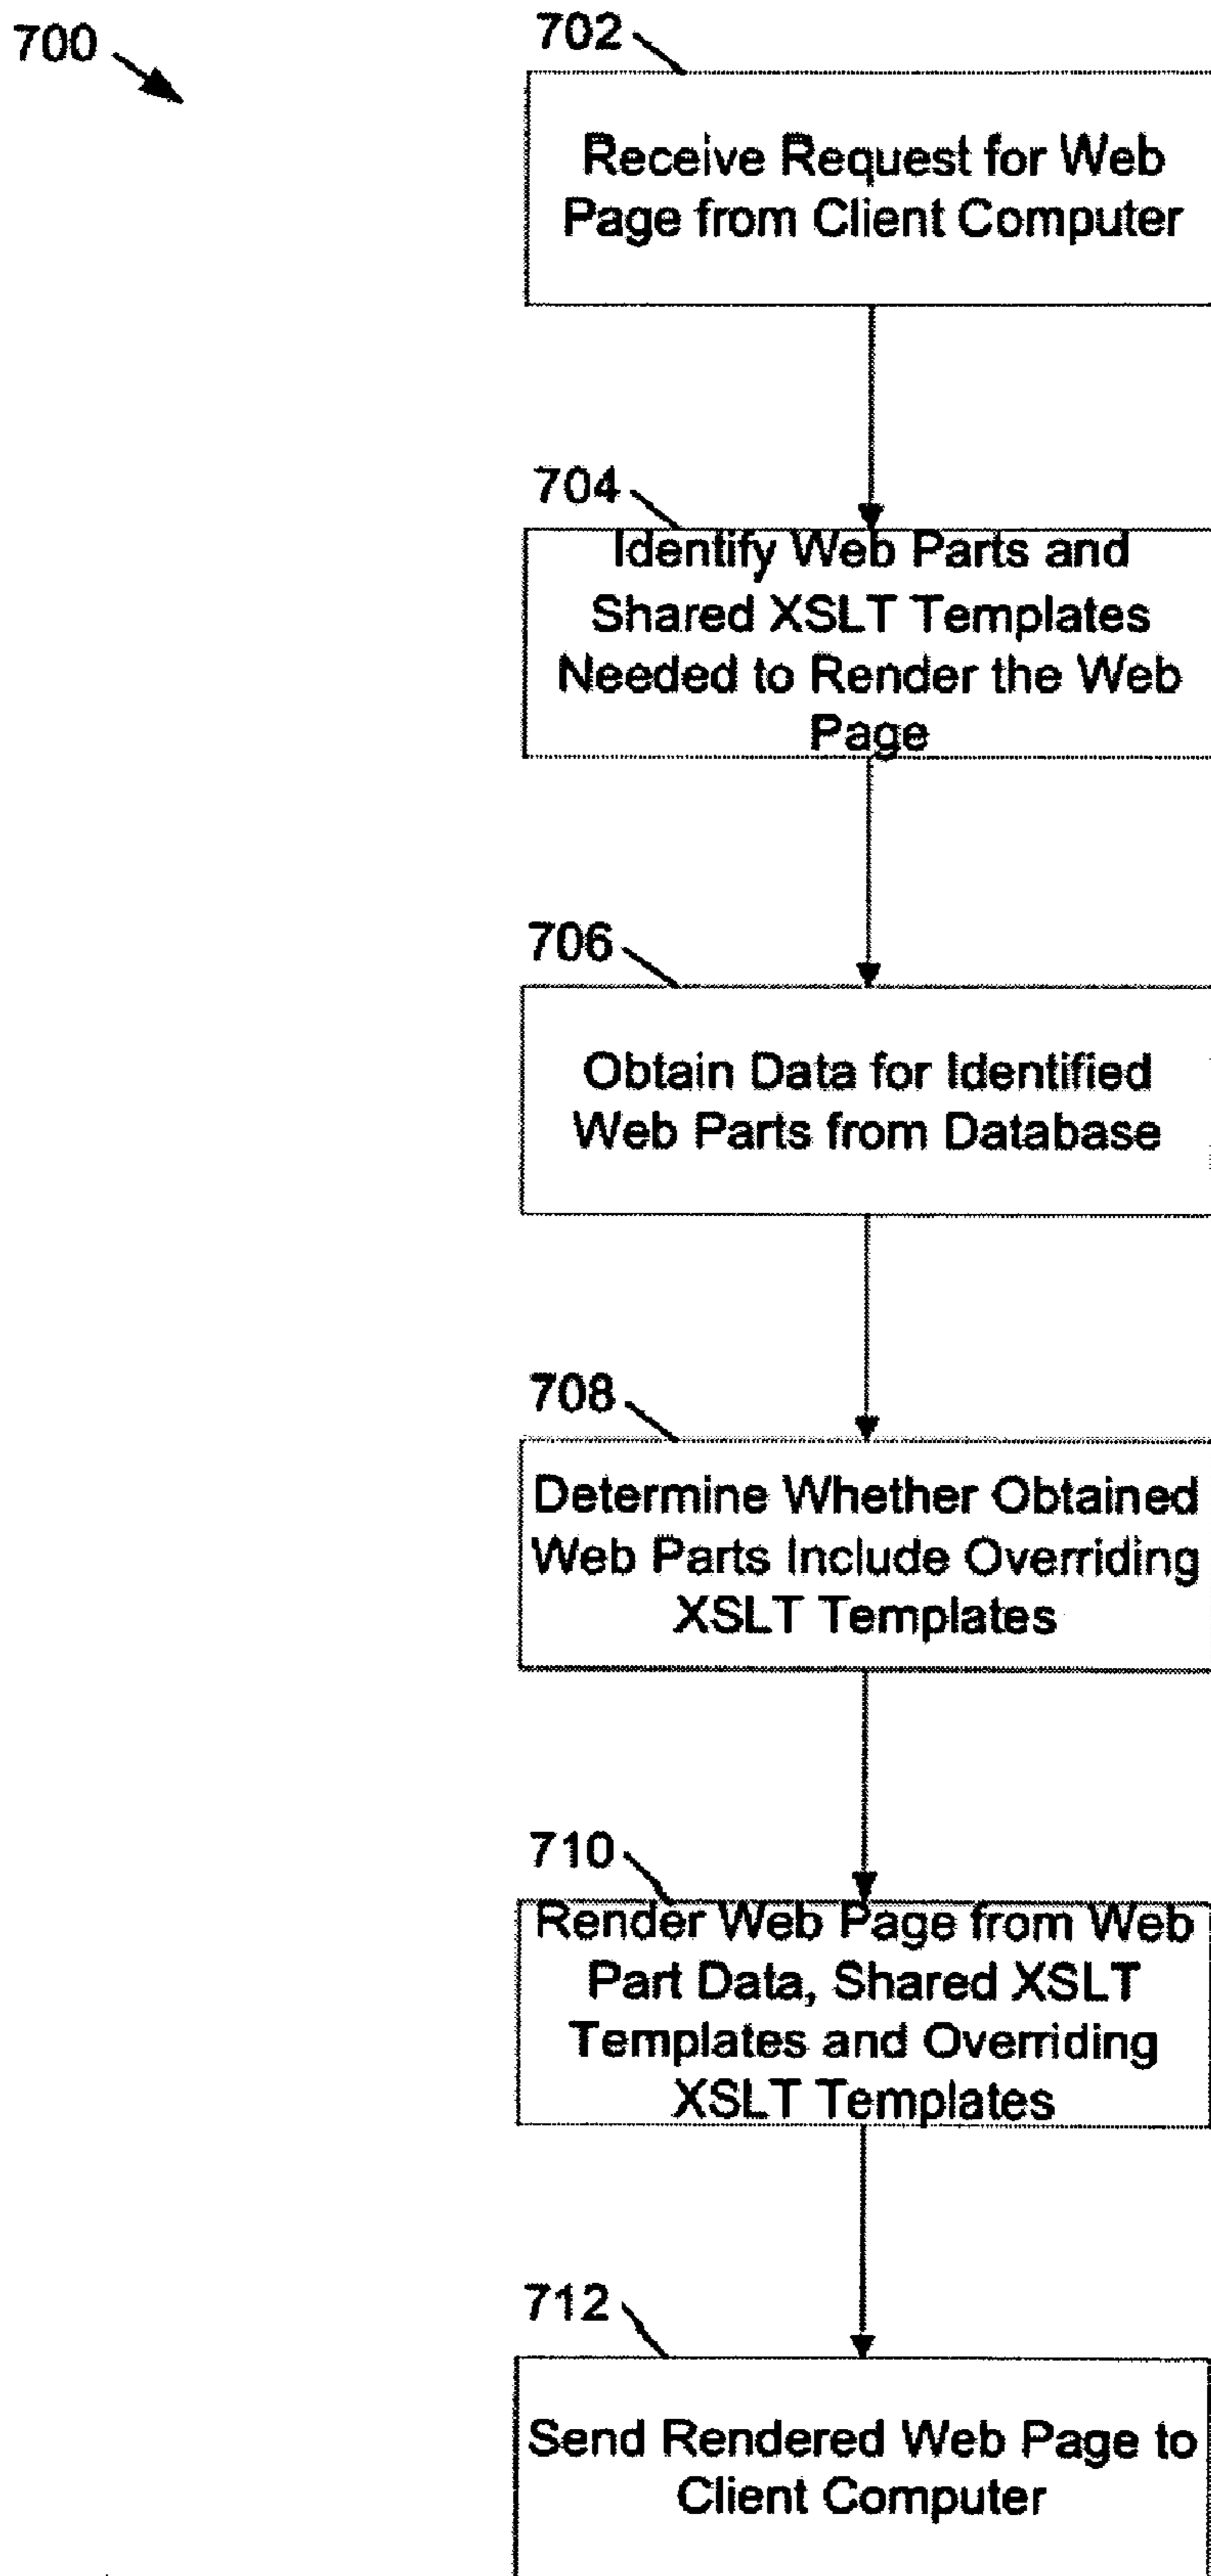 700
702
Receive Request for Web
Page from Client Computer
704
Identify Web Parts and
Shared XSLT Templates
Needed to Render the Web
Page
706
Obtain Data for Identified
Web Parts from Database
708
Determine Whether Obtained
Web Parts Include Overriding
XSLT Templates
710
Render Web Page from Web
Part Data, Shared XSLT
Templates and Overriding
XSLT Templates
712
Send Rendered Web Page to
Client Computer